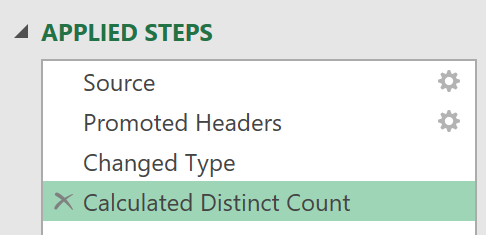 APPLIED STEPS
Source
Promoted Headers
Changed Type
Calculated Distinct Count